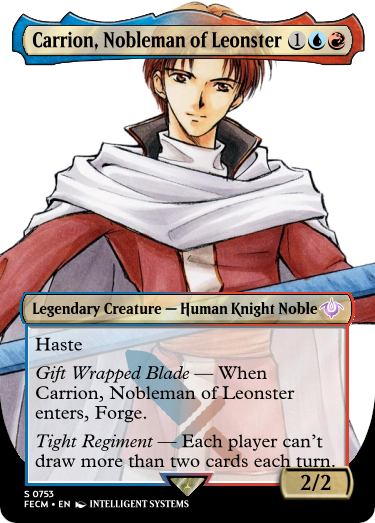 Carrion, Nobleman of Leonster 1
Legendary Creature — Human Knight Noble
Haste
Gift Wrapped Blade — When
Carrion, Nobleman of Leonster
enters, Forge.
Tight Regiment — Each player can't
draw more than two cards each turn.
2/2
S 0753
FECM • EN INTELLIGENT SYSTEMS